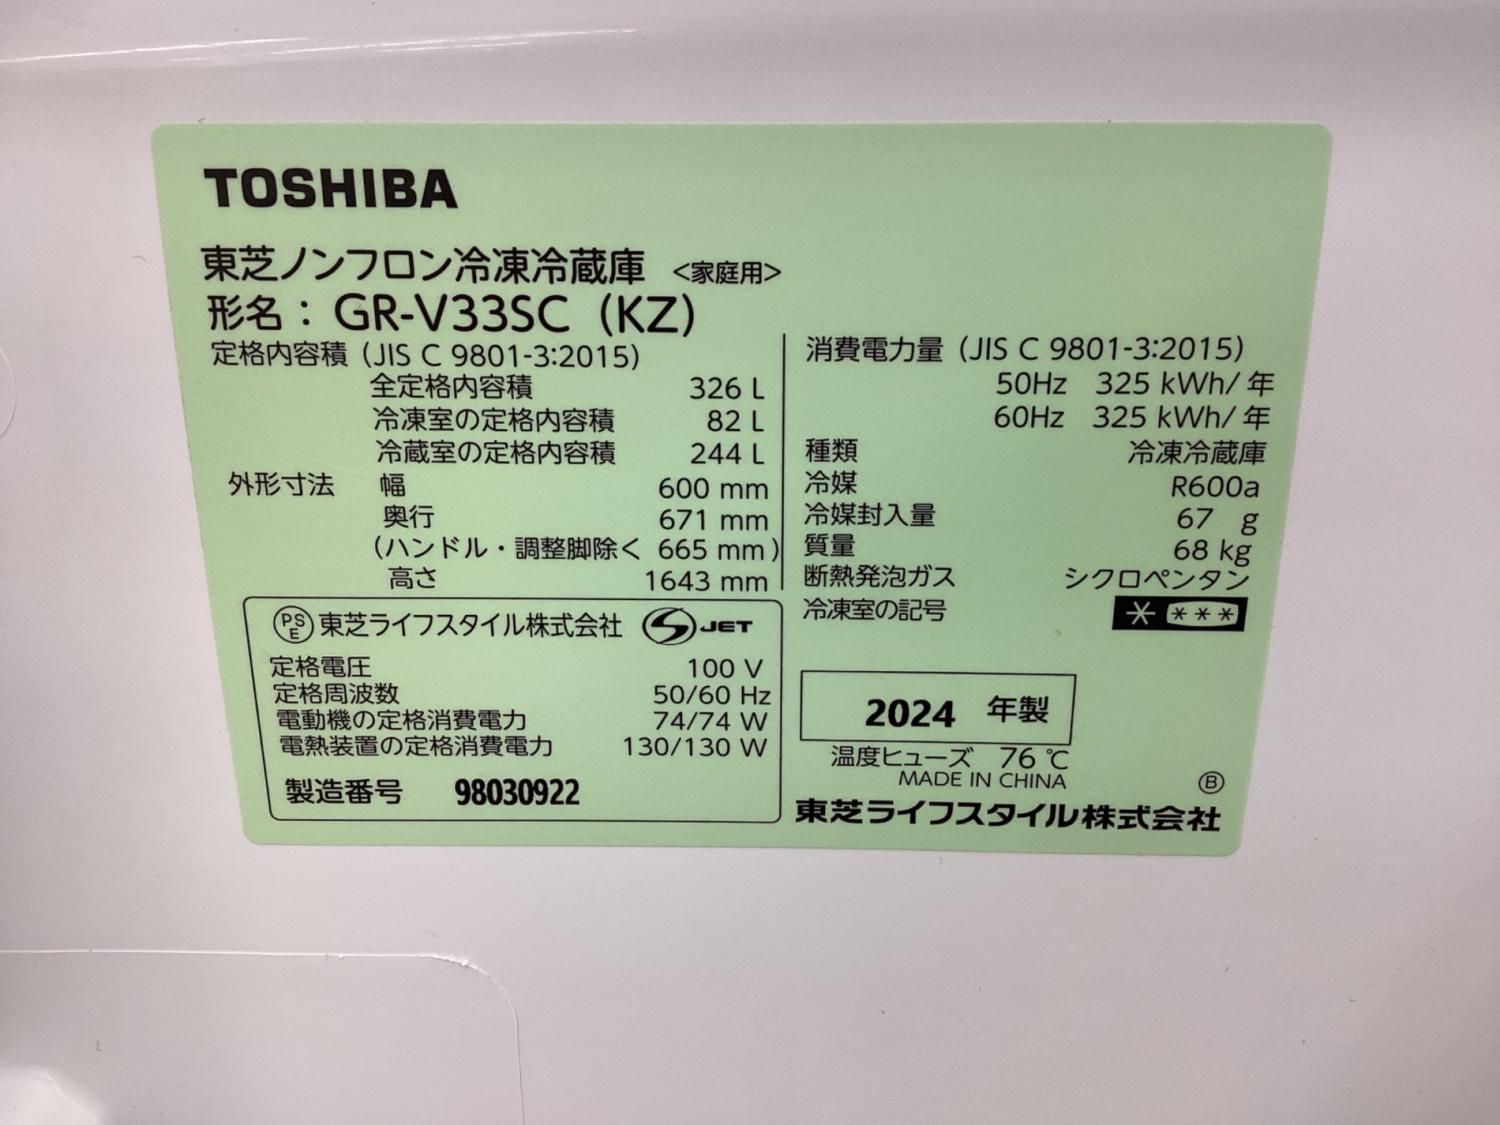 TOSHIBA
東芝ノンフロン冷凍冷蔵庫 <家庭用>
形名：GR-V33SC (KZ)
定格内容積 (JIS C 9801-3:2015)
全定格内容積 326 L
冷凍室の定格内容積 82 L
冷蔵室の定格内容積 244 L
外形寸法 幅 600 mm
奥行 671 mm
(ハンドル・調整脚除く 665 mm)
高さ 1643 mm
PS
E 東芝ライフスタイル株式会社 S JET
定格電圧 100 V
定格周波数 50/60 Hz
電動機の定格消費電力 74/74 W
電熱装置の定格消費電力 130/130 W
製造番号 98030922
消費電力量 (JIS C 9801-3:2015)
50Hz 325 kWh/年
60Hz 325 kWh/年
種類 冷凍冷蔵庫
冷媒 R600a
冷媒封入量 67 g
質量 68 kg
断熱発泡ガス シクロペンタン
冷凍室の記号 * ***
2024 年製
温度ヒューズ 76 ℃
MADE IN CHINA
Ⓑ
東芝ライフスタイル株式会社